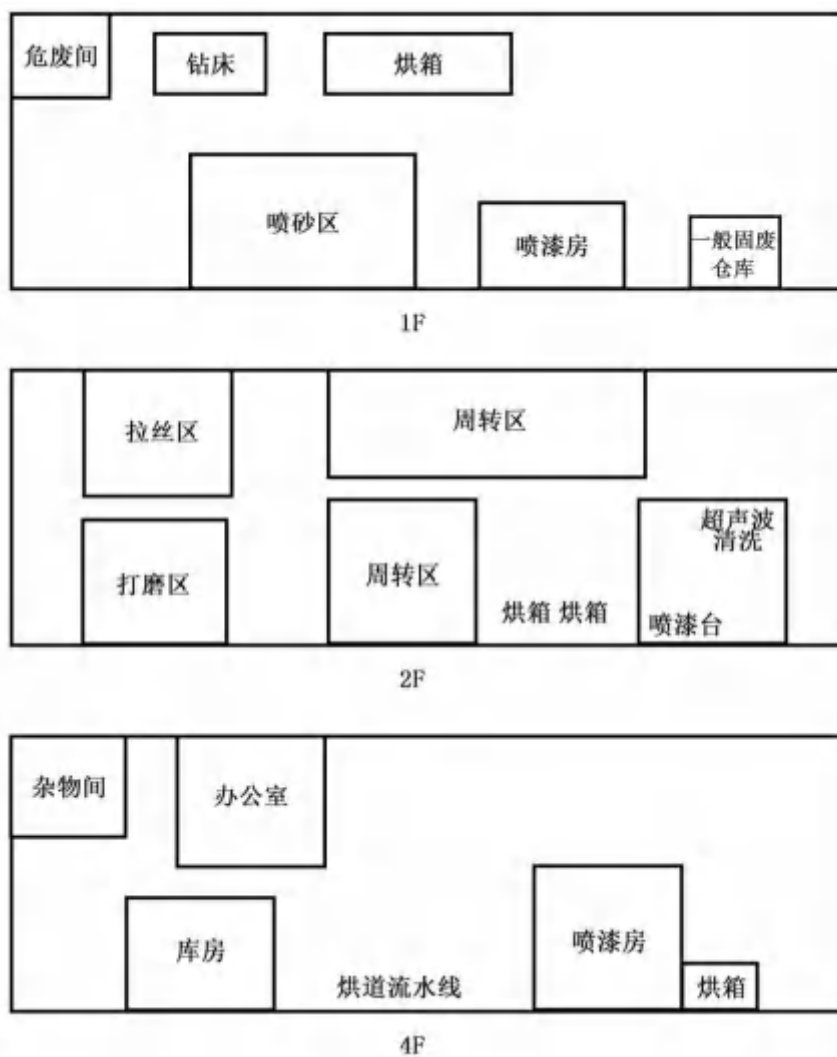 危废间
钻床
烘箱
喷砂区
喷漆房
一般固废
仓库
1F
拉丝区
周转区
打磨区
周转区
烘箱 烘箱
超声波
清洗
喷漆台
2F
杂物间
办公室
库房
烘道流水线
喷漆房
烘箱
4F